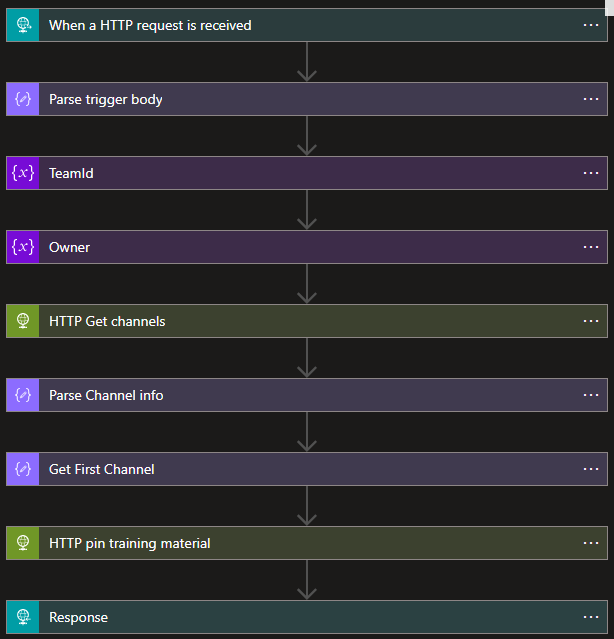 When a HTTP request is received
Parse trigger body
{x} TeamId
{x} Owner
HTTP Get channels
Parse Channel info
Get First Channel
HTTP pin training material
Response